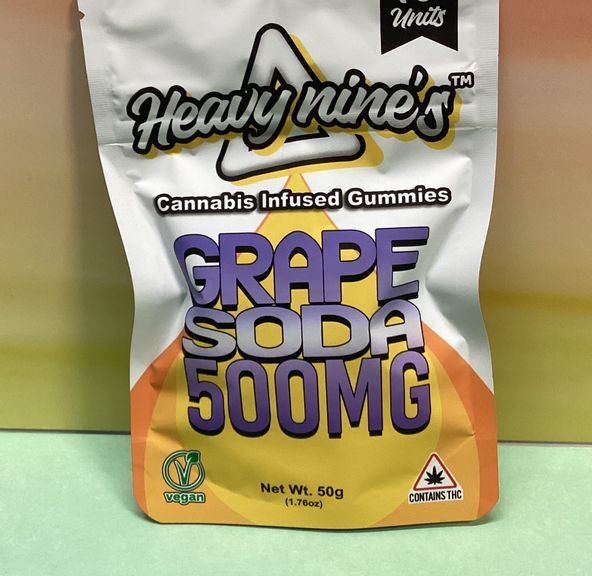 Units
Heavy nine's™
Cannabis Infused Gummies
GRAPE
SODA
500MG
vegan
Net Wt. 50g
(1.76oz)
CONTAINS THC